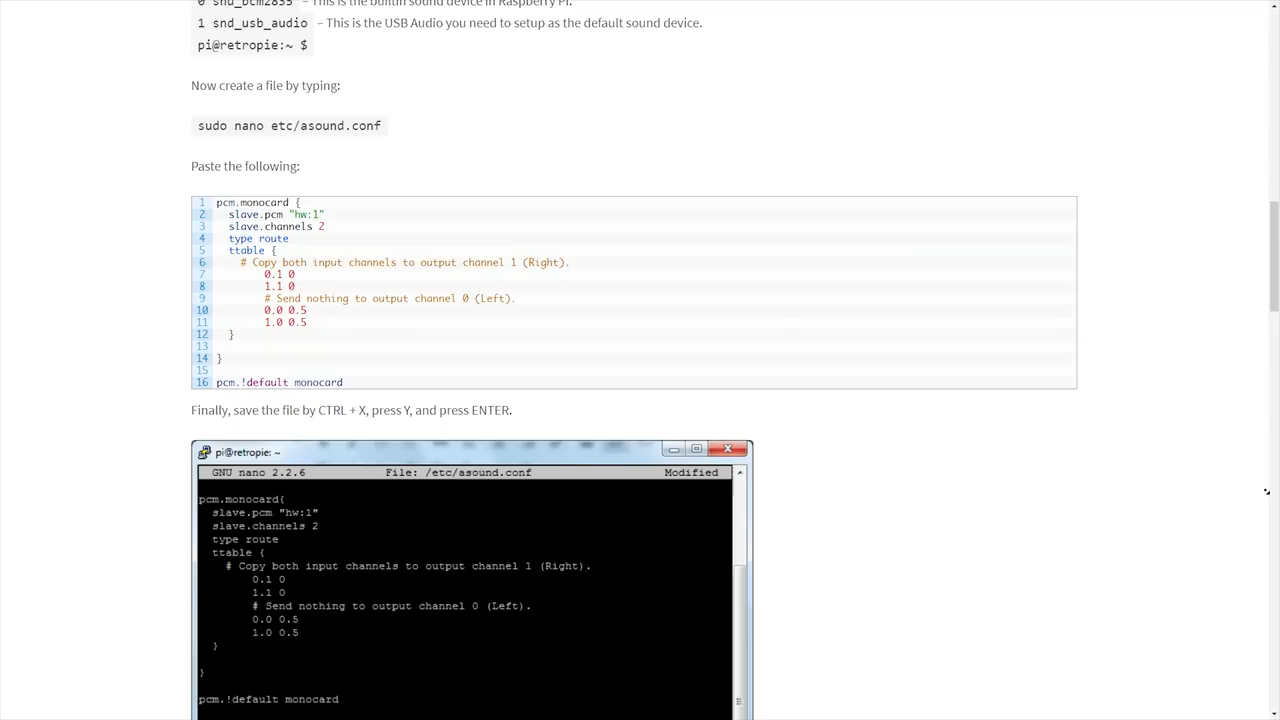 0 snd_bcm2835 – This is the builtin sound device in Raspberry Pi.
1 snd_usb_audio – This is the USB Audio you need to setup as the default sound device.
pi@retropie:~ $
Now create a file by typing:
sudo nano etc/asound.conf
Paste the following:
1 pcm.monocard {
2 slave.pcm "hw:1"
3 slave.channels 2
4 type route
5 ttable {
6 # Copy both input channels to output channel 1 (Right).
7 0.1 0
8 1.1 0
9 # Send nothing to output channel 0 (Left).
10 0.0 0.5
11 1.0 0.5
12 }
13
14 }
15
16 pcm.!default monocard
Finally, save the file by CTRL + X, press Y, and press ENTER.
pi@retropie: ~
GNU nano 2.2.6 File: /etc/asound.conf Modified
pcm.monocard{
slave.pcm "hw:1"
slave.channels 2
type route
ttable {
# Copy both input channels to output channel 1 (Right).
0.1 0
1.1 0
# Send nothing to output channel 0 (Left).
0.0 0.5
1.0 0.5
}
}
pcm.!default monocard